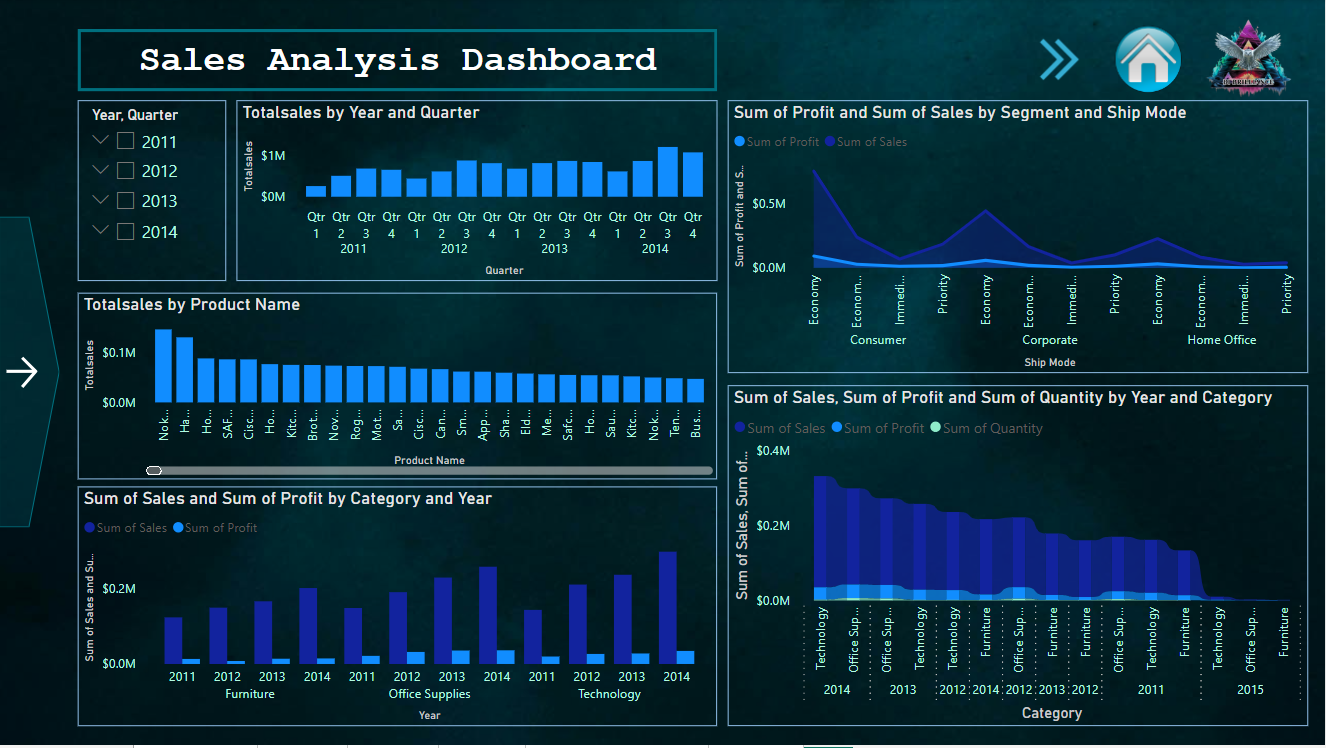 Sales Analysis Dashboard
Year, Quarter
2011
2012
2013
2014
Totalsales by Year and Quarter
Totalsales
$1M
$0M
Qtr 1 Qtr 2 Qtr 3 Qtr 4 Qtr 1 Qtr 2 Qtr 3 Qtr 4 Qtr 1 Qtr 2 Qtr 3 Qtr 4 Qtr 1 Qtr 2 Qtr 3 Qtr 4
2011 2012 2013 2014
Quarter
Totalsales by Product Name
Totalsales
$0.1M
$0.0M
Nok... Ha... Ho... SAF... Cisc... Ho... Kitc... Brot... Nov... Rog... Mot... Sa... Cisc... Can... Sm... App... Sha... Eld... Me... Safc... Ho... Sau... Kitc... Nok... Ten... Bus...
Product Name
Sum of Sales and Sum of Profit by Category and Year
Sum of Sales Sum of Profit
Sum of Sales and Su...
$0.2M
$0.0M
2011 2012 2013 2014 2011 2012 2013 2014 2011 2012 2013 2014
Furniture Office Supplies Technology
Year
Sum of Profit and Sum of Sales by Segment and Ship Mode
Sum of Profit Sum of Sales
Sum of Profit and S...
$0.5M
$0.0M
Economy Econom... Immedi... Priority Economy Econom... Immedi... Priority Economy Econom... Immedi... Priority
Consumer Corporate Home Office
Ship Mode
Sum of Sales, Sum of Profit and Sum of Quantity by Year and Category
Sum of Sales Sum of Profit Sum of Quantity
Sum of Sales, Sum of...
$0.4M
$0.2M
$0.0M
Technology Office Sup... Office Sup... Technology Technology Furniture Office Sup... Furniture Furniture Office Sup... Technology Furniture Technology Office Sup... Furniture
2014 2013 2012 2014 2012 2013 2012 2011 2015
Category